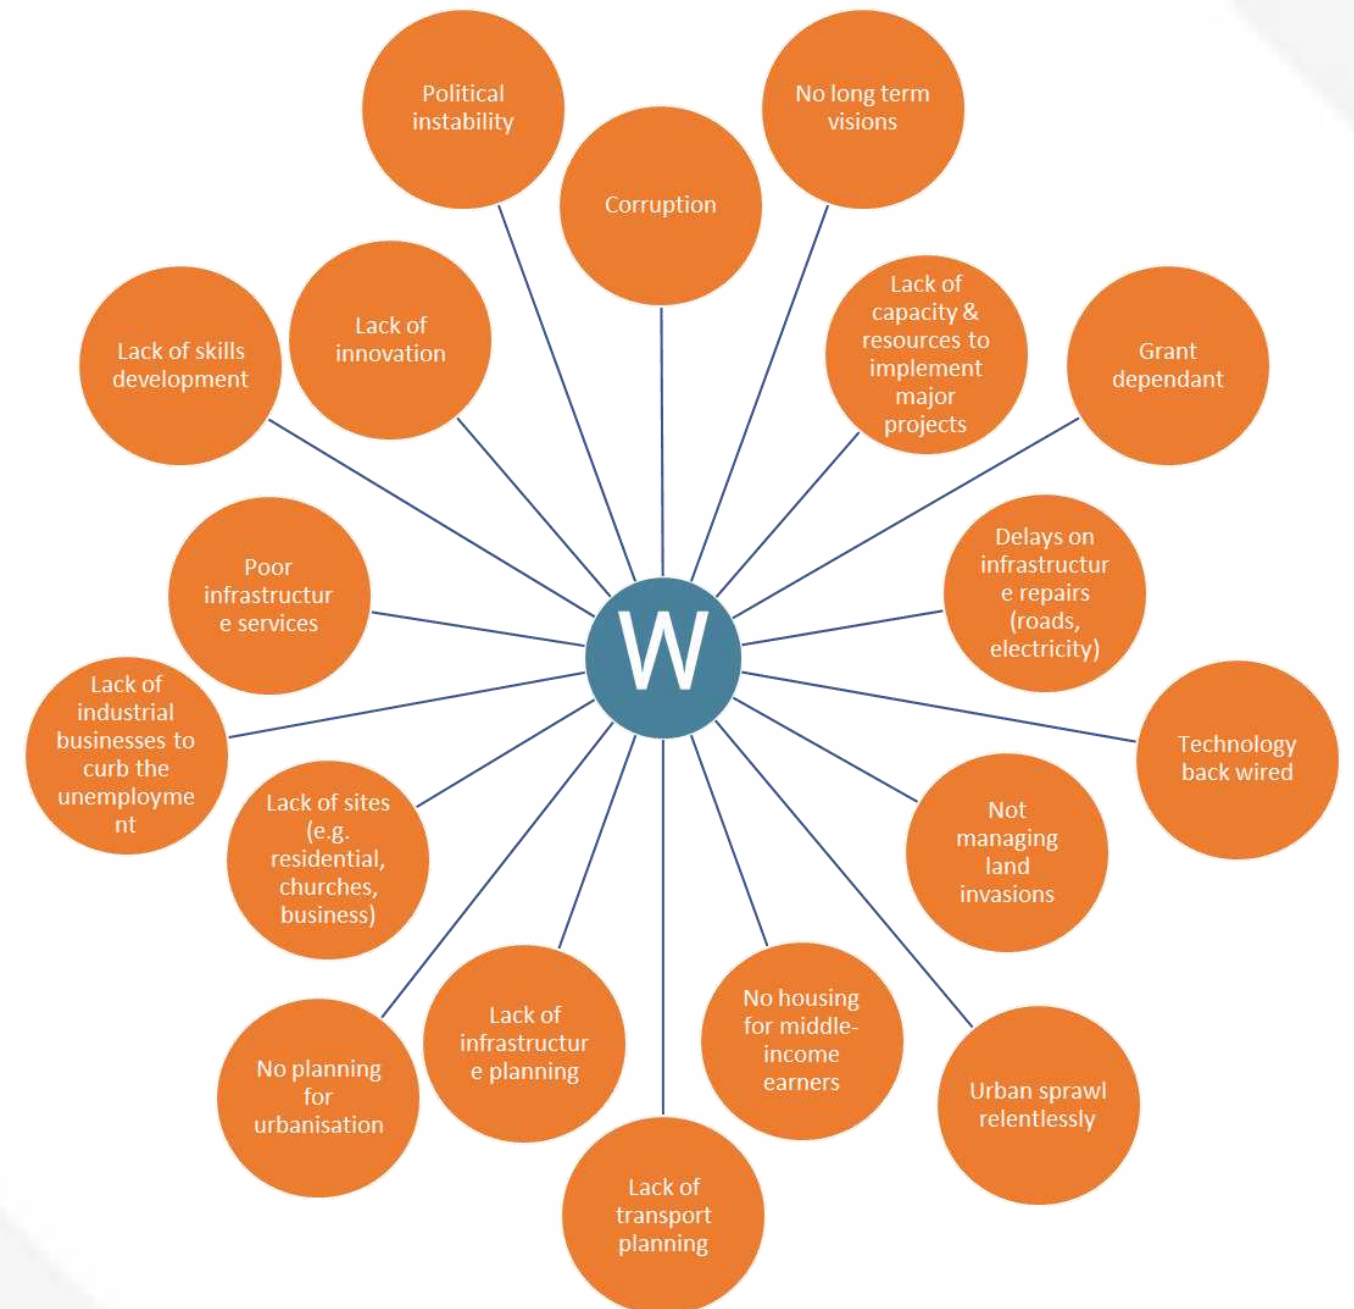 Political
instability
No long term
visions
Corruption
Lack of
innovation
Lack of
capacity &
resources to
implement
major
projects
Lack of skills
development
Grant
dependant
Poor
infrastructur
e services
Delays on
infrastructur
e repairs
(roads,
electricity)
W
Lack of
industrial
businesses to
curb the
unemployme
nt
Technology
back wired
Lack of sites
(e.g.
residential,
churches,
business)
Not
managing
land
invasions
No planning
for
urbanisation
Lack of
infrastructur
e planning
No housing
for middle-
income
earners
Urban sprawl
relentlessly
Lack of
transport
planning